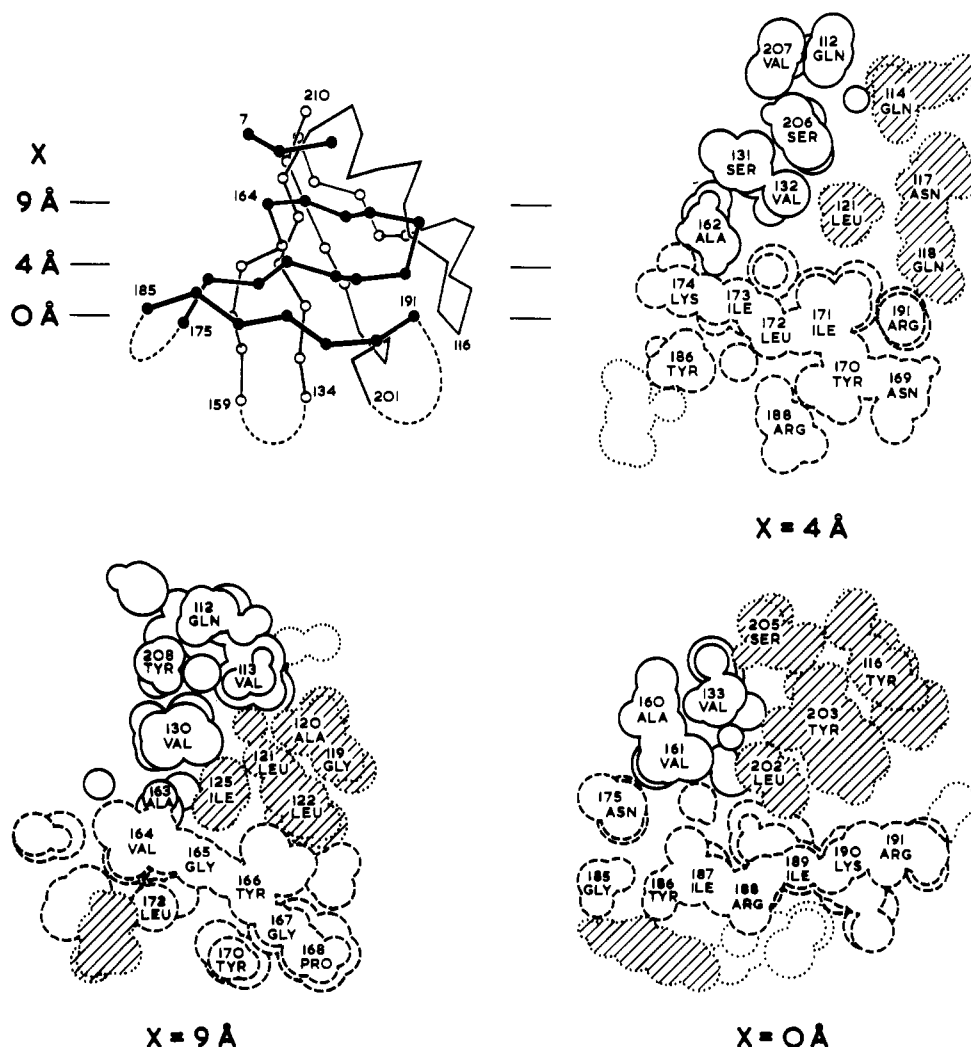 210
7
X
9 Å
164
4 Å
185
191
0 Å
175
116
159
134
201
207
VAL
112
GLN
114
GLN
206
SER
131
SER
132
VAL
117
ASN
121
LEU
162
ALA
118
GLN
174
LYS
173
ILE
172
LEU
171
ILE
191
ARG
186
TYR
170
TYR
169
ASN
188
ARG
X = 4 Å
112
GLN
208
TYR
113
VAL
130
VAL
120
ALA
121
LEU
119
GLY
125
ILE
122
LEU
163
ALA
164
VAL
165
GLY
166
TYR
172
LEU
167
GLY
170
TYR
168
PRO
X = 9 Å
205
SER
116
TYR
133
VAL
160
ALA
203
TYR
161
VAL
202
LEU
175
ASN
191
ARG
190
LYS
189
ILE
185
GLY
186
TYR
187
ILE
188
ARG
X = 0 Å